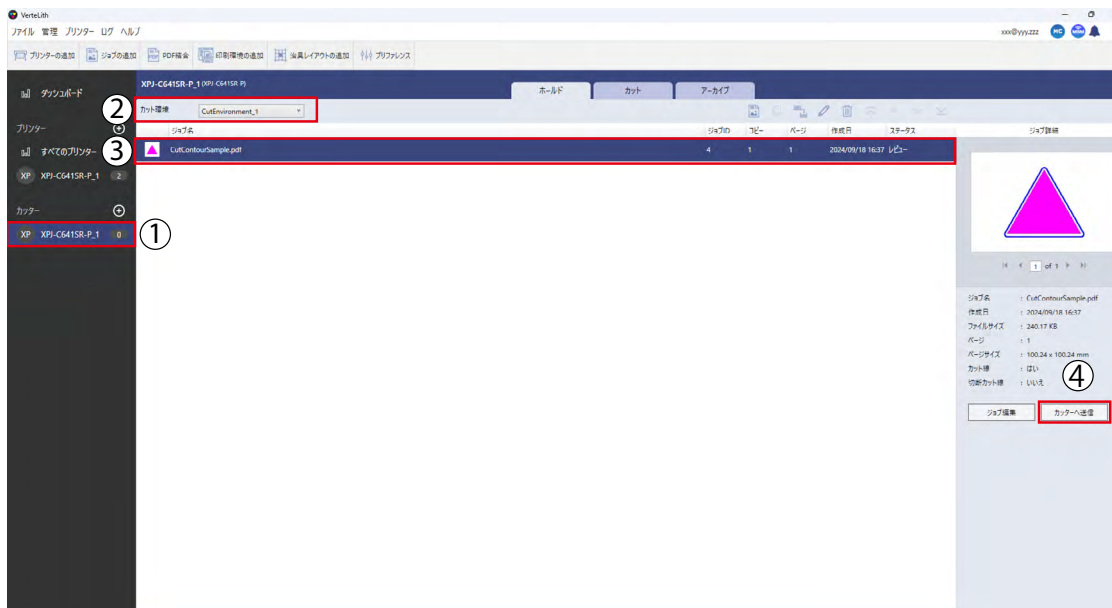 VerteLith
ファイル 管理 プリンター ログ ヘルプ
xxx@yyy.zzz MC
プリンターの追加 ジョブの追加 PDF複合 印刷環境の追加 治具レイアウトの追加 プリファレンス
ダッシュボード
XPJ-C641SR-P_1 (XPJ-C641SR-P)
ホールド カット アーカイブ
② カット環境 CutEnvironment_1
プリンター
ジョブ名 ジョブID コピー ページ 作成日 ステータス ジョブ詳細
すべてのプリンター
③ CutContourSample.pdf 4 1 1 2024/09/18 16:37 レビュー
XP XPJ-C641SR-P_1 2
カッター
XP XPJ-C641SR-P_1 0 ①
1 of 1
ジョブ名 : CutContourSample.pdf
作成日 : 2024/09/18 16:37
ファイルサイズ : 240.17 KB
ページ : 1
ページサイズ : 100.24 x 100.24 mm
カット線 : はい
切断カット線 : いいえ
④
ジョブ編集 カッターへ送信